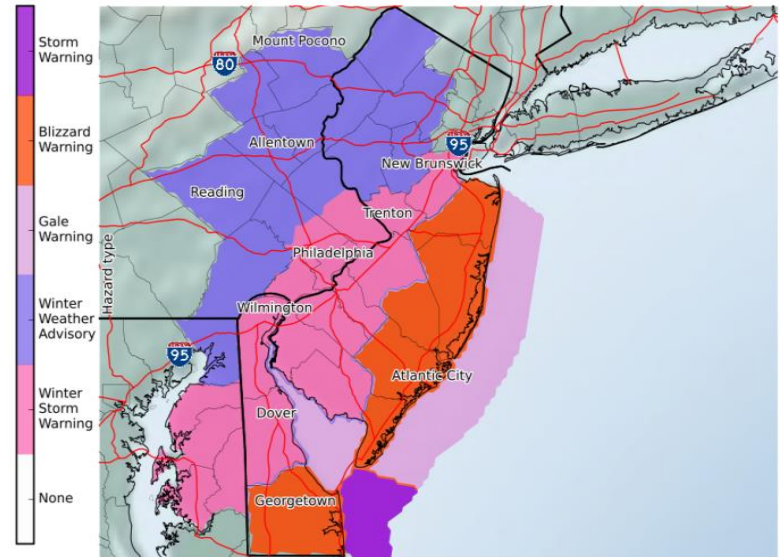 Storm
Warning
Blizzard
Warning
Gale
Warning
Winter
Weather
Advisory
Winter
Storm
Warning
None
Hazard type
Mount Pocono
80
Allentown
95
New Brunswick
Reading
Trenton
Philadelphia
Wilmington
95
Atlantic City
Dover
Georgetown